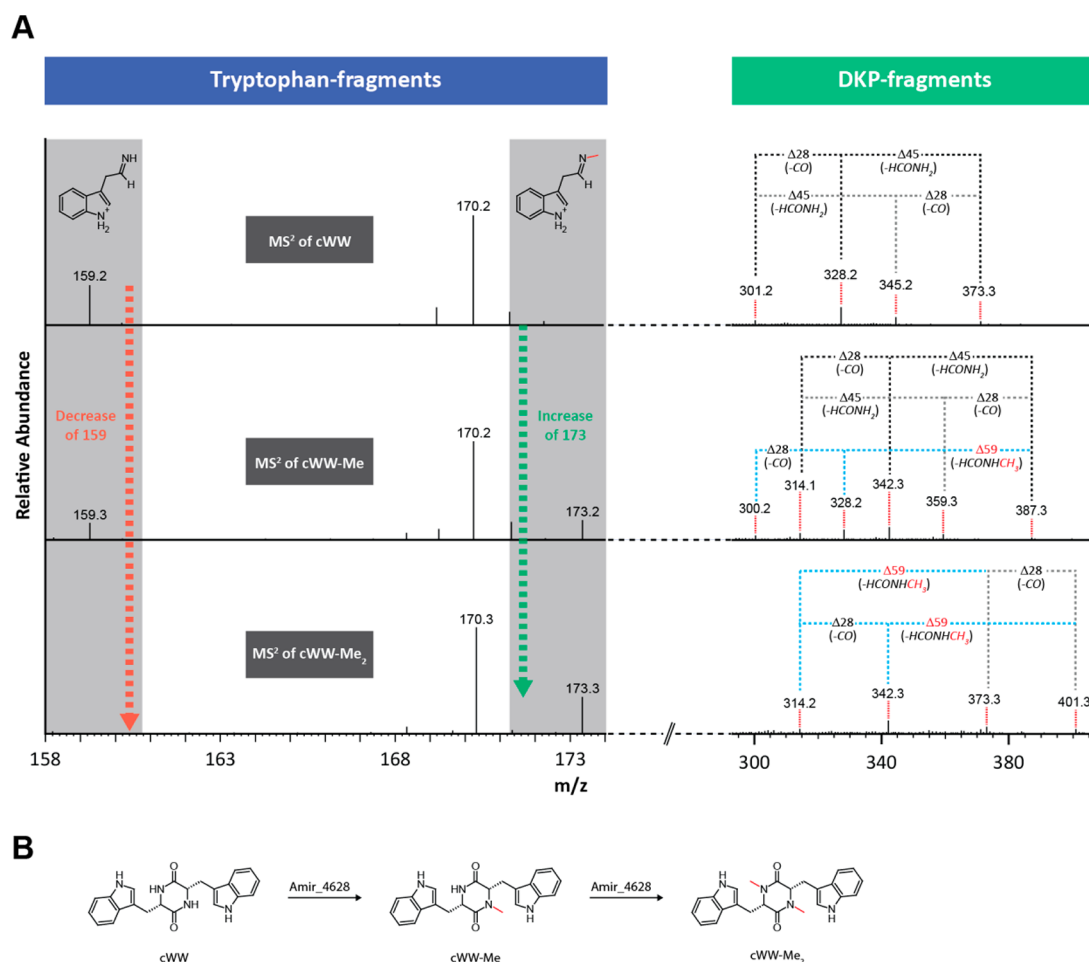 A
Tryptophan-fragments
DKP-fragments
NH
H
N
H2
159.2
MS2 of cWW
170.2
N
H
N
H2
Δ28
(-CO)
Δ45
(-HCONH2)
Δ45
(-HCONH2)
Δ28
(-CO)
301.2
328.2
345.2
373.3
Relative Abundance
Decrease
of 159
159.3
MS2 of cWW-Me
170.2
Increase
of 173
173.2
Δ28
(-CO)
Δ45
(-HCONH2)
Δ45
(-HCONH2)
Δ28
(-CO)
Δ28
(-CO)
Δ59
(-HCONHCH3)
300.2
314.1
328.2
342.3
359.3
387.3
MS2 of cWW-Me2
170.3
173.3
Δ59
(-HCONHCH3)
Δ28
(-CO)
Δ28
(-CO)
Δ59
(-HCONHCH3)
314.2
342.3
373.3
401.3
158
163
168
173
//
300
340
380
m/z
B
H
N
O
HN
NH
O
N
H
cWW
Amir_4628
H
N
O
HN
N
O
N
H
cWW-Me
Amir_4628
H
N
O
N
N
O
N
H
cWW-Me2